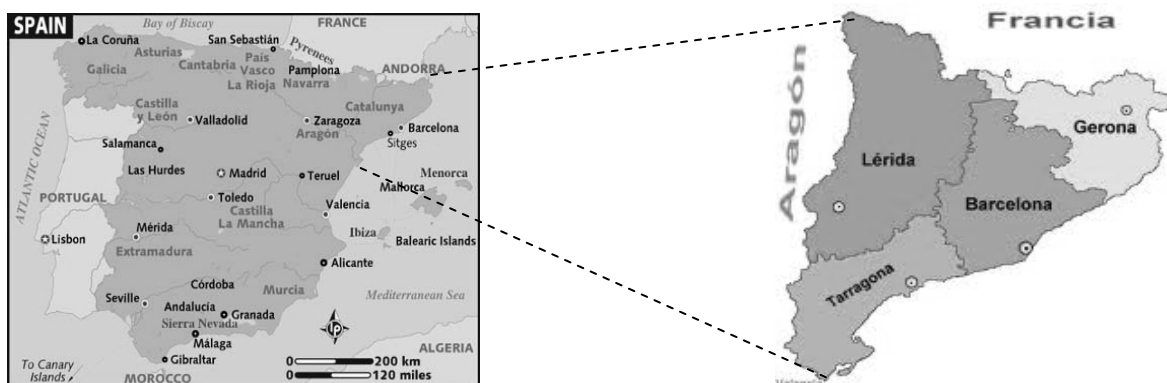 SPAIN
Bay of Biscay
FRANCE
La Coruña
Asturias
San Sebastián
Pyrenees
Cantabria
País
Vasco
Pamplona
ANDORRA
Galicia
La Rioja
Navarra
Castilla
y León
Catalunya
Valladolid
Zaragoza
Aragón
Barcelona
Sitges
Salamanca
ATLANTIC OCEAN
Las Hurdes
Madrid
Teruel
Menorca
Mallorca
PORTUGAL
Toledo
Castilla
La Mancha
Valencia
Mérida
Ibiza
Lisbon
Balearic Islands
Extremadura
Alicante
Córdoba
Murcia
Seville
Andalucía
Granada
Mediterranean Sea
Sierra Nevada
Málaga
Gibraltar
ALGERIA
To Canary
Islands
MOROCCO
0 200 km
0 120 miles
lp
Francia
Aragón
Gerona
Lérida
Barcelona
Tarragona